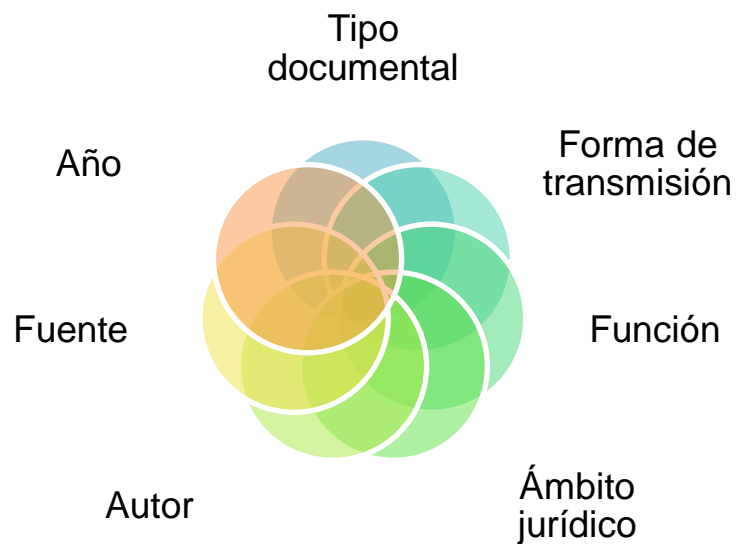 Tipo
documental
Forma de
transmisión
Función
Ámbito
jurídico
Autor
Fuente
Año